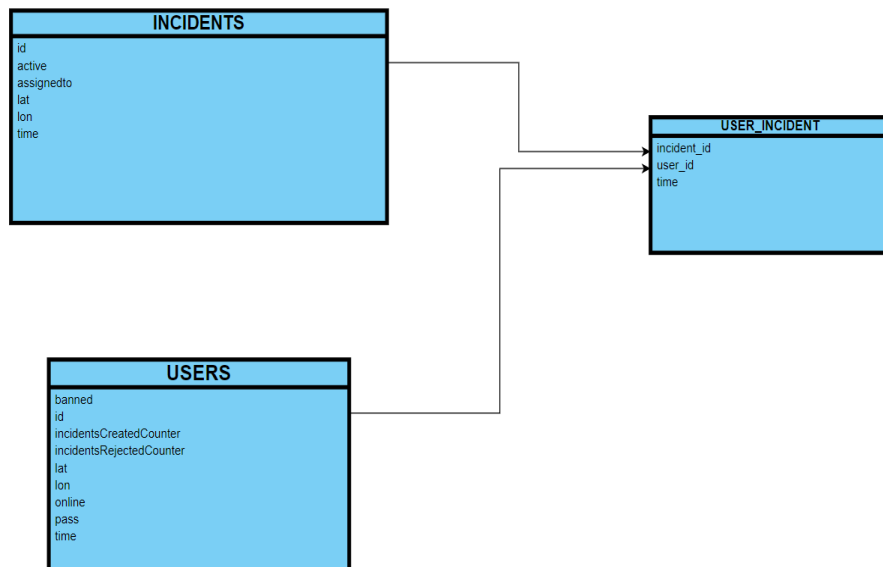 INCIDENTS
id
active
assignedto
lat
lon
time
USER_INCIDENT
incident_id
user_id
time
USERS
banned
id
incidentsCreatedCounter
incidentsRejectedCounter
lat
lon
online
pass
time